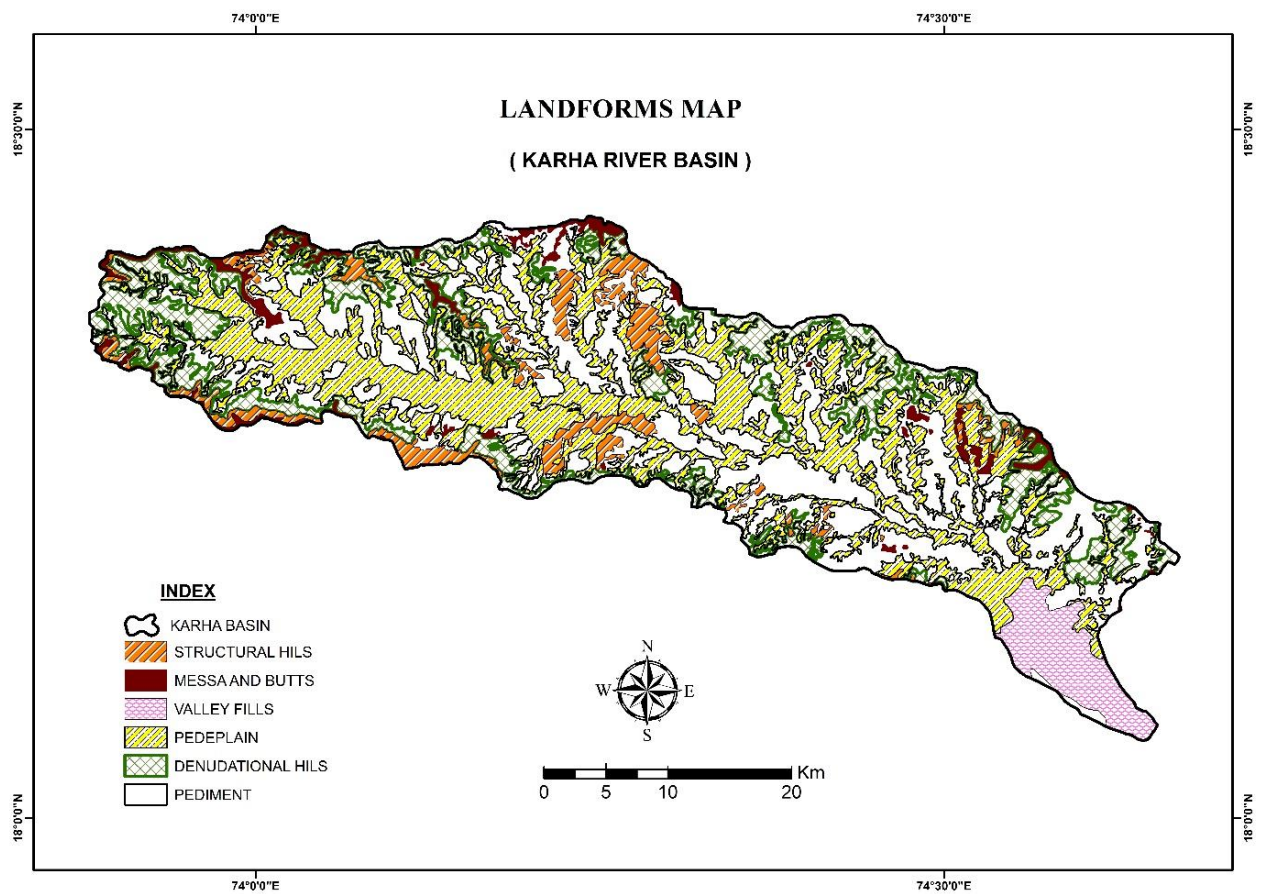 74°0'0"E
74°30'0"E
18°30'0"N
18°30'0"N
LANDFORMS MAP
( KARHA RIVER BASIN )
INDEX
KARHA BASIN
STRUCTURAL HILS
MESSA AND BUTTS
VALLEY FILLS
PEDEPLAIN
DENUDATIONAL HILS
PEDIMENT
N
W
E
S
Km
0 5 10 20
18°0'0"N
18°0'0"N
74°0'0"E
74°30'0"E